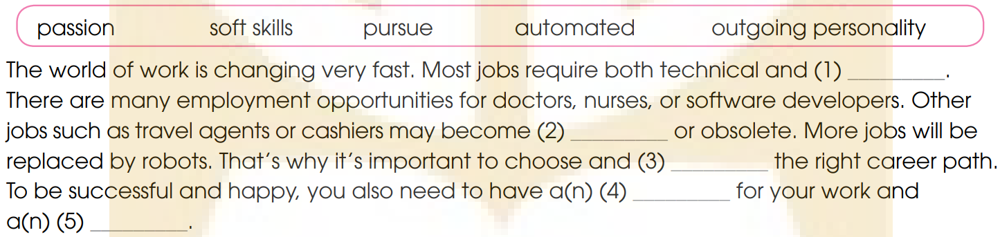 passion soft skills pursue automated outgoing personality
The world of work is changing very fast. Most jobs require both technical and (1) _________.
There are many employment opportunities for doctors, nurses, or software developers. Other
jobs such as travel agents or cashiers may become (2) _________ or obsolete. More jobs will be
replaced by robots. That's why it's important to choose and (3) _________ the right career path.
To be successful and happy, you also need to have a(n) (4) _________ for your work and
a(n) (5) _________.